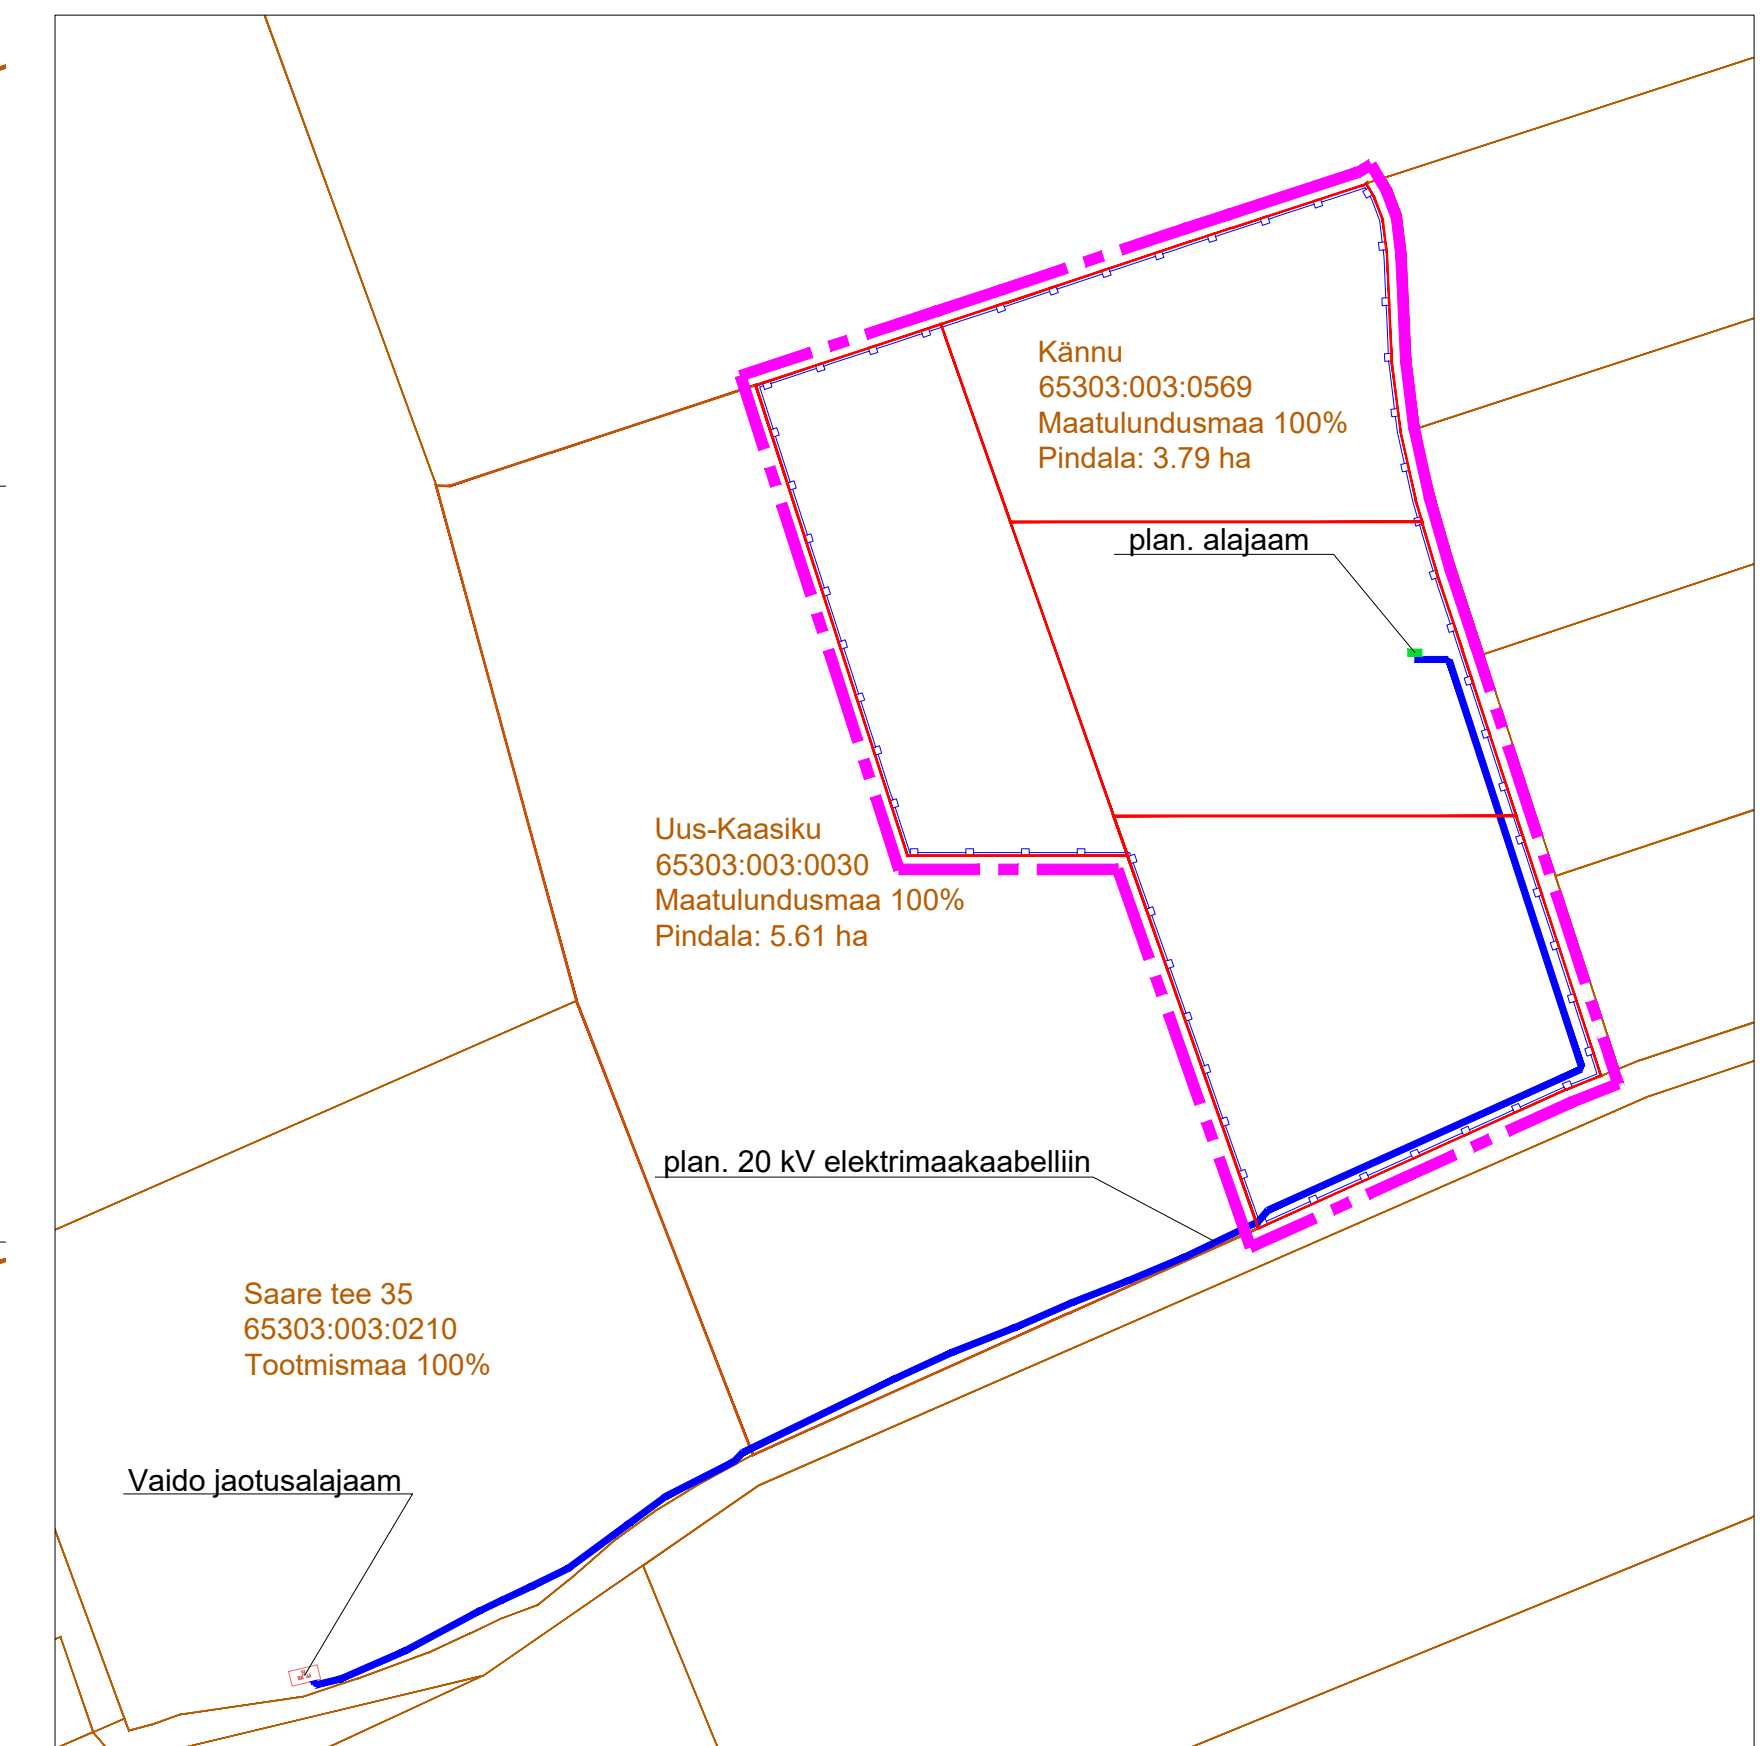 Kännu
65303:003:0569
Maatulundusmaa 100%
Pindala: 3.79 ha
plan. alajaam
Uus-Kaasiku
65303:003:0030
Maatulundusmaa 100%
Pindala: 5.61 ha
plan. 20 kV elektrimaakaabelliin
Saare tee 35
65303:003:0210
Tootmismaa 100%
Vaido jaotusalajaam